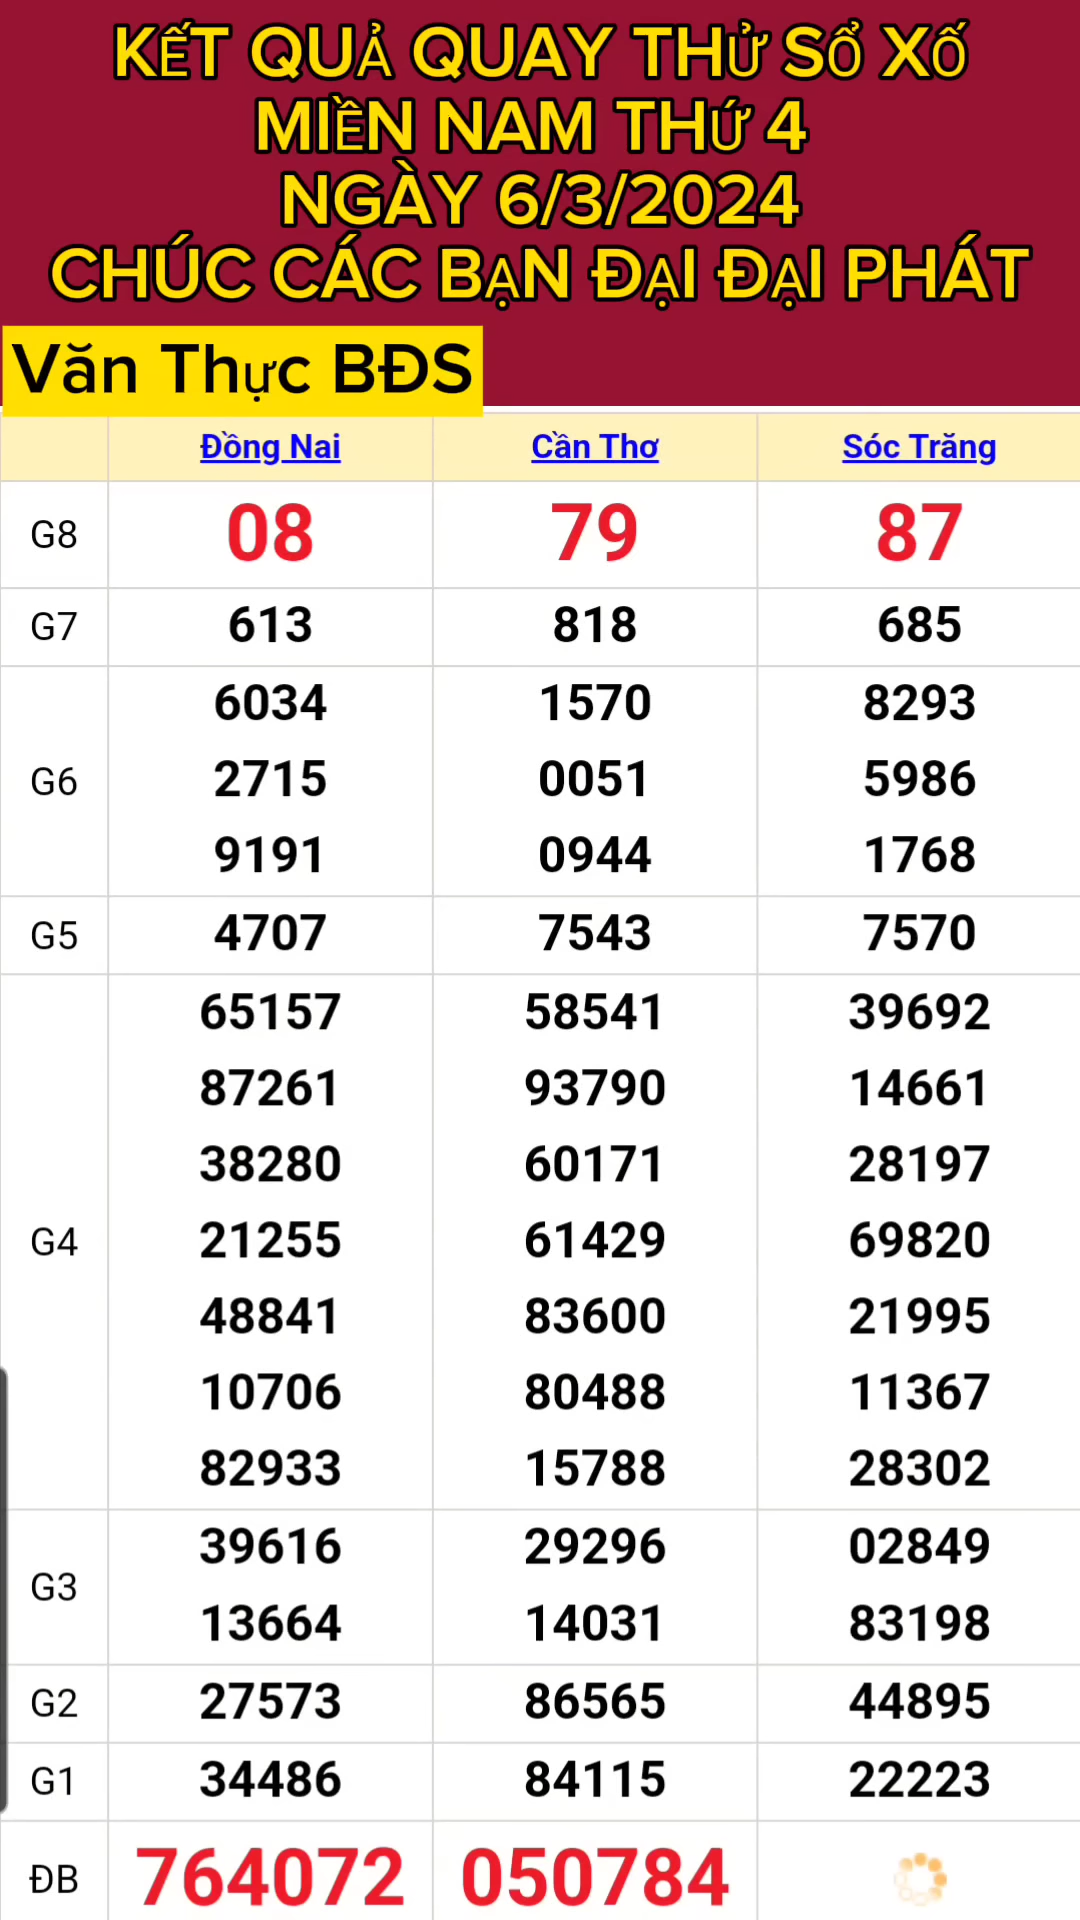 KẾT QUẢ QUAY THỬ SỔ XỐ
MIỀN NAM THỨ 4
NGÀY 6/3/2024
CHÚC CÁC BẠN ĐẠI ĐẠI PHÁT
Văn Thực BĐS
Đồng Nai Cần Thơ Sóc Trăng
G8 08 79 87
G7 613 818 685
6034 1570 8293
G6 2715 0051 5986
9191 0944 1768
G5 4707 7543 7570
65157 58541 39692
87261 93790 14661
38280 60171 28197
G4 21255 61429 69820
48841 83600 21995
10706 80488 11367
82933 15788 28302
G3 39616 29296 02849
13664 14031 83198
G2 27573 86565 44895
G1 34486 84115 22223
ĐB 764072 050784